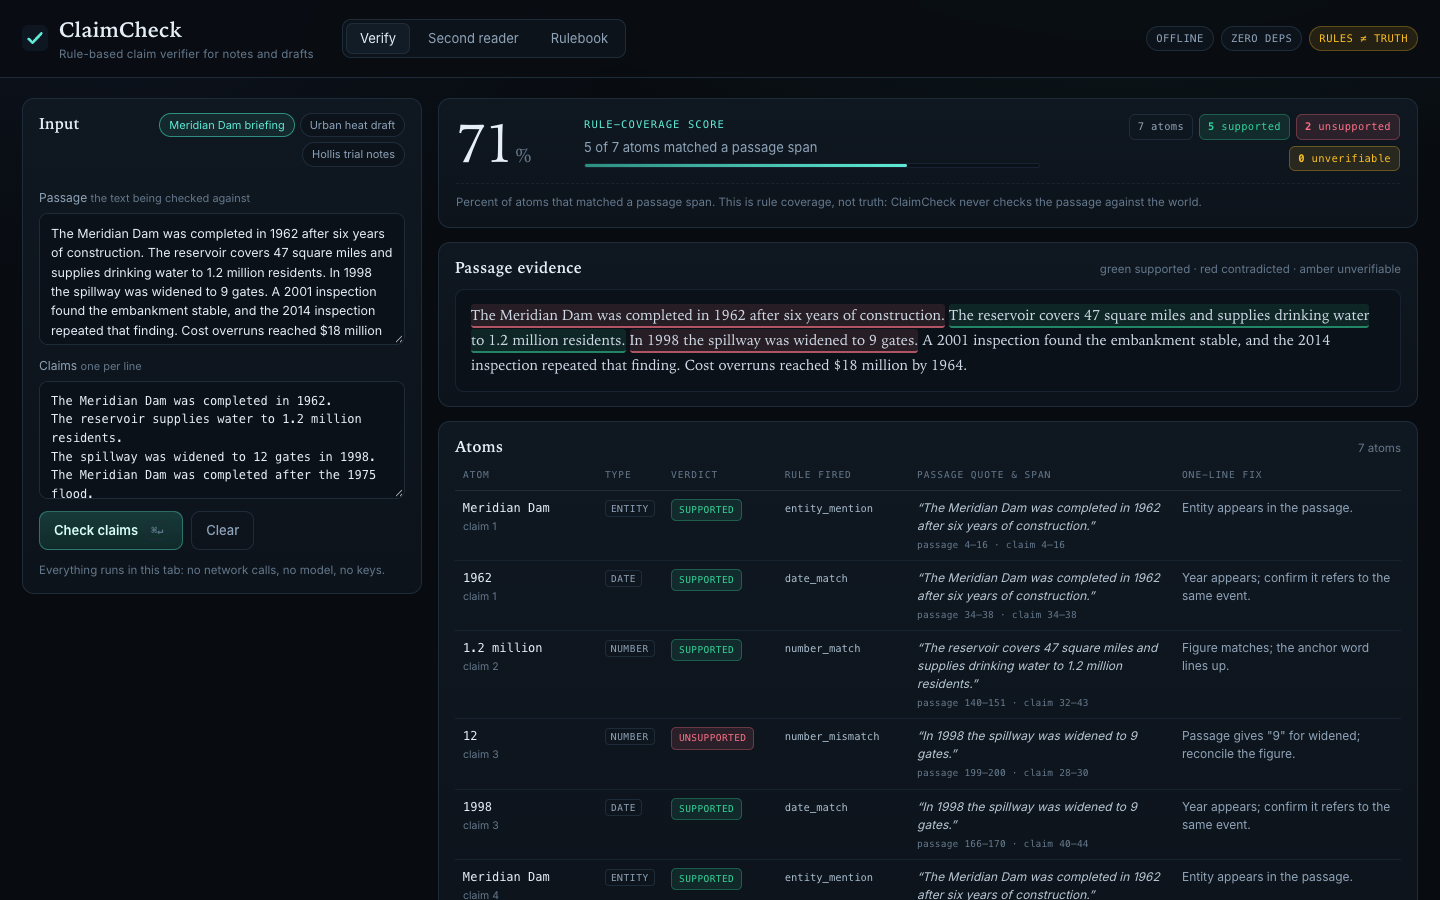 ClaimCheck
Rule-based claim verifier for notes and drafts
Verify
Second reader
Rulebook
OFFLINE
ZERO DEPS
RULES ≠ TRUTH
Input
Meridian Dam briefing
Urban heat draft
Hollis trial notes
Passage the text being checked against
The Meridian Dam was completed in 1962 after six years
of construction. The reservoir covers 47 square miles and
supplies drinking water to 1.2 million residents. In 1998
the spillway was widened to 9 gates. A 2001 inspection
found the embankment stable, and the 2014 inspection
repeated that finding. Cost overruns reached $18 million
Claims one per line
The Meridian Dam was completed in 1962.
The reservoir supplies water to 1.2 million
residents.
The spillway was widened to 12 gates in 1998.
The Meridian Dam was completed after the 1975
flood.
Check claims ⌘↵
Clear
Everything runs in this tab: no network calls, no model, no keys.
71 %
RULE-COVERAGE SCORE
5 of 7 atoms matched a passage span
7 atoms
5 supported
2 unsupported
0 unverifiable
Percent of atoms that matched a passage span. This is rule coverage, not truth: ClaimCheck never checks the passage against the world.
Passage evidence
green supported · red contradicted · amber unverifiable
The Meridian Dam was completed in 1962 after six years of construction. The reservoir covers 47 square miles and supplies drinking water
to 1.2 million residents. In 1998 the spillway was widened to 9 gates. A 2001 inspection found the embankment stable, and the 2014
inspection repeated that finding. Cost overruns reached $18 million by 1964.
Atoms
7 atoms
ATOM TYPE VERDICT RULE FIRED PASSAGE QUOTE & SPAN ONE-LINE FIX
Meridian Dam ENTITY SUPPORTED entity_mention “The Meridian Dam was completed in 1962 Entity appears in the passage.
claim 1 after six years of construction.”
passage 4–16 · claim 4–16
1962 DATE SUPPORTED date_match “The Meridian Dam was completed in 1962 Year appears; confirm it refers to the
claim 1 after six years of construction.” same event.
passage 34–38 · claim 34–38
1.2 million NUMBER SUPPORTED number_match “The reservoir covers 47 square miles and Figure matches; the anchor word
claim 2 supplies drinking water to 1.2 million lines up.
residents.”
passage 140–151 · claim 32–43
12 NUMBER UNSUPPORTED number_mismatch “In 1998 the spillway was widened to 9 Passage gives "9" for widened;
claim 3 gates.” reconcile the figure.
passage 199–200 · claim 28–30
1998 DATE SUPPORTED date_match “In 1998 the spillway was widened to 9 Year appears; confirm it refers to the
claim 3 gates.” same event.
passage 166–170 · claim 40–44
Meridian Dam ENTITY SUPPORTED entity_mention “The Meridian Dam was completed in 1962 Entity appears in the passage.
claim 4 after six years of construction.”